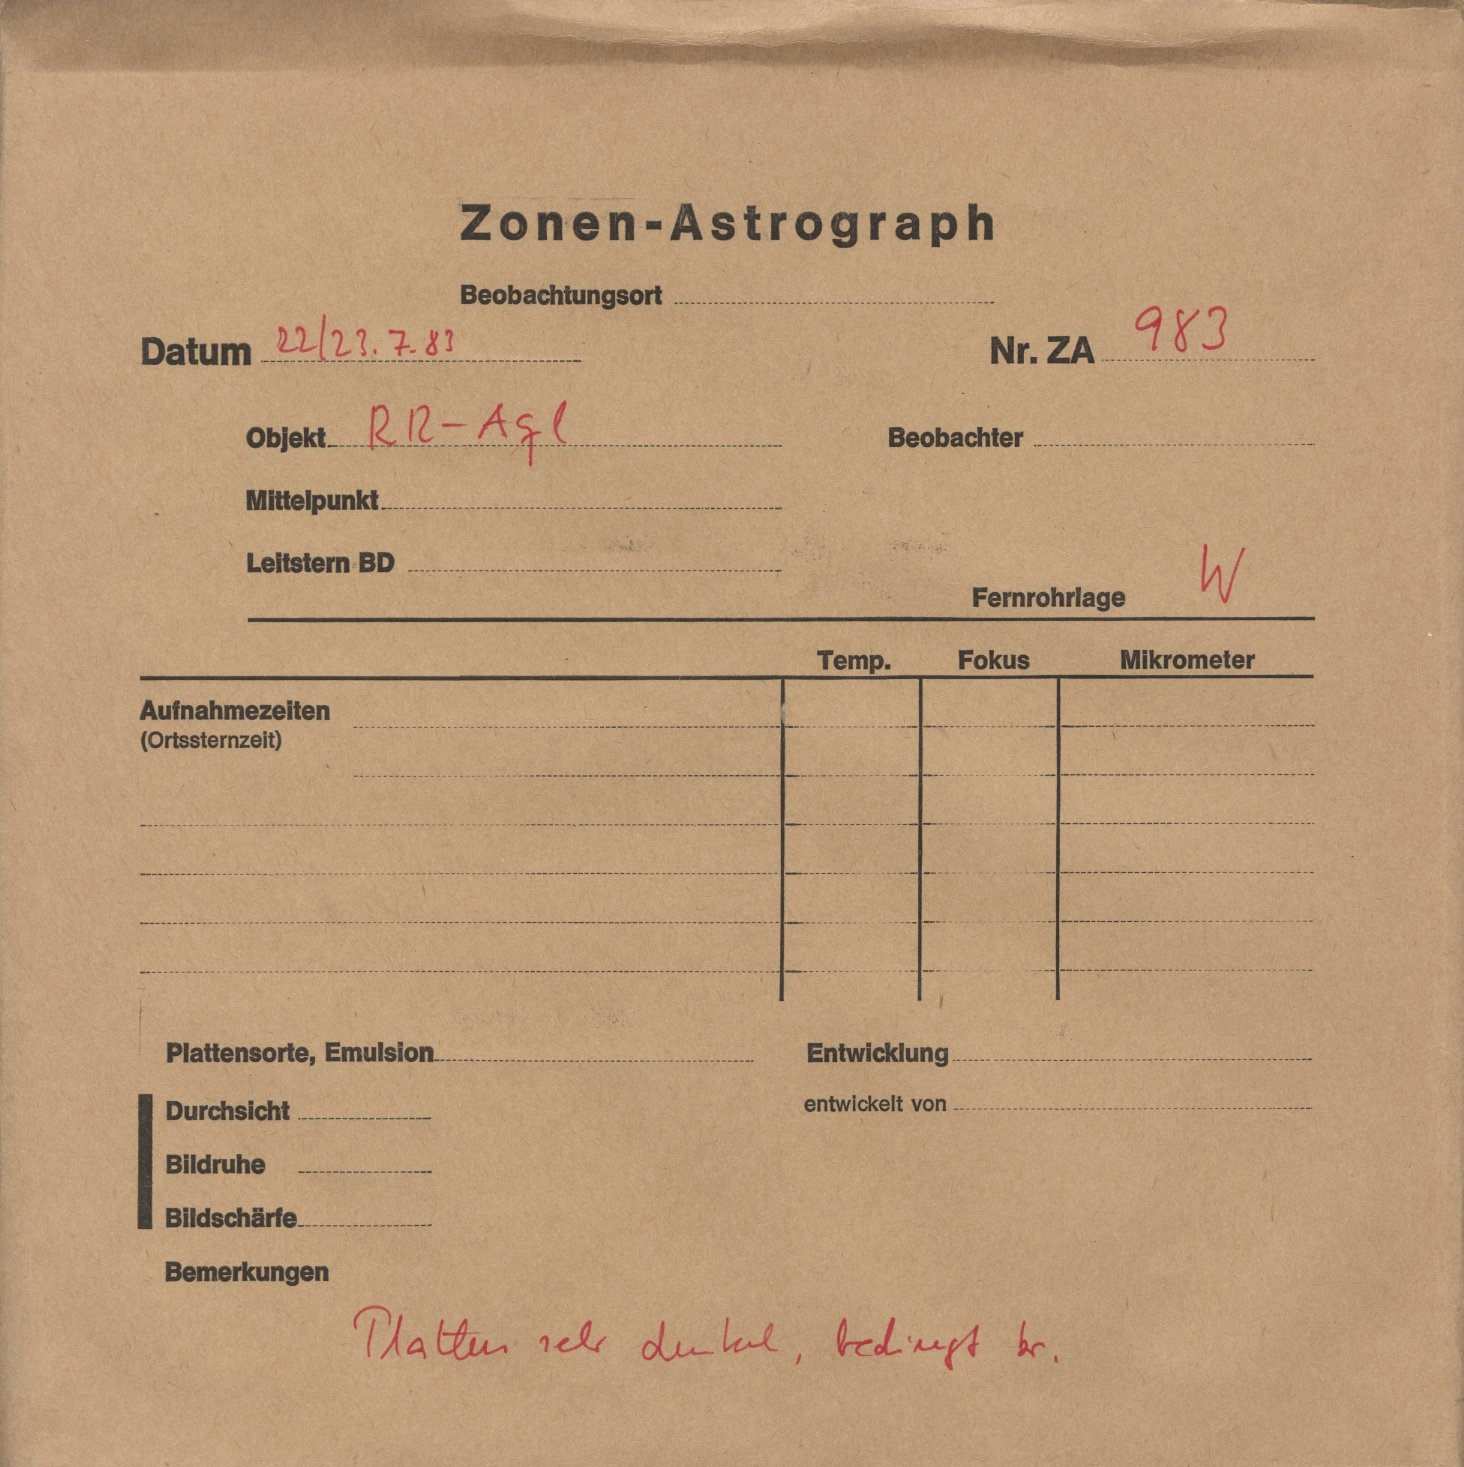 Zonen-Astrograph
Beobachtungsort
Datum 22/23.7.83
Nr. ZA 983
Objekt RR-Aql
Beobachter
Mittelpunkt
Leitstern BD
Fernrohrlage W
Temp. Fokus Mikrometer
Aufnahmezeiten
(Ortssternzeit)
Plattensorte, Emulsion
Entwicklung
Durchsicht
entwickelt von
Bildruhe
Bildschärfe
Bemerkungen
Platten sehr dunkel, bedingt br.